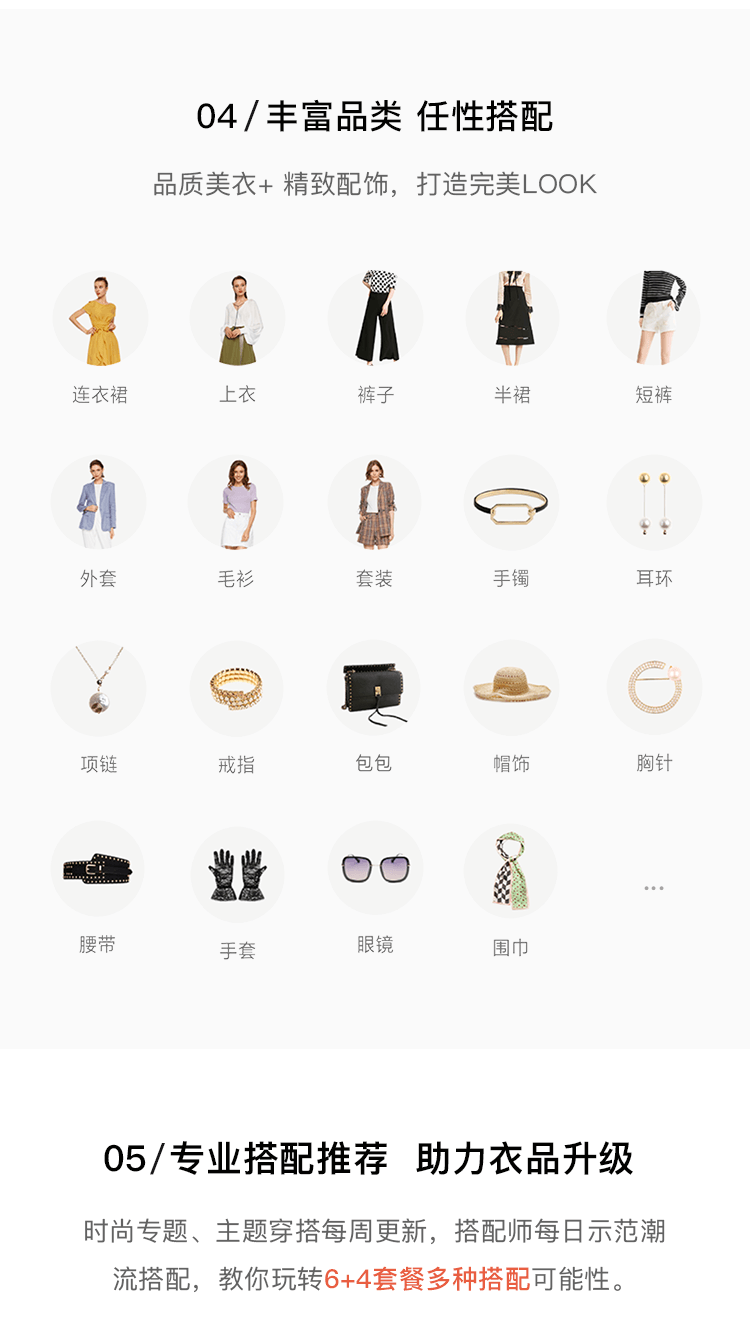 04/丰富品类 任性搭配
品质美衣+ 精致配饰，打造完美LOOK
连衣裙 上衣 裤子 半裙 短裤
外套 毛衫 套装 手镯 耳环
项链 戒指 包包 帽饰 胸针
腰带 手套 眼镜 围巾 ...
05/专业搭配推荐 助力衣品升级
时尚专题、主题穿搭每周更新，搭配师每日示范潮
流搭配，教你玩转6+4套餐多种搭配可能性。